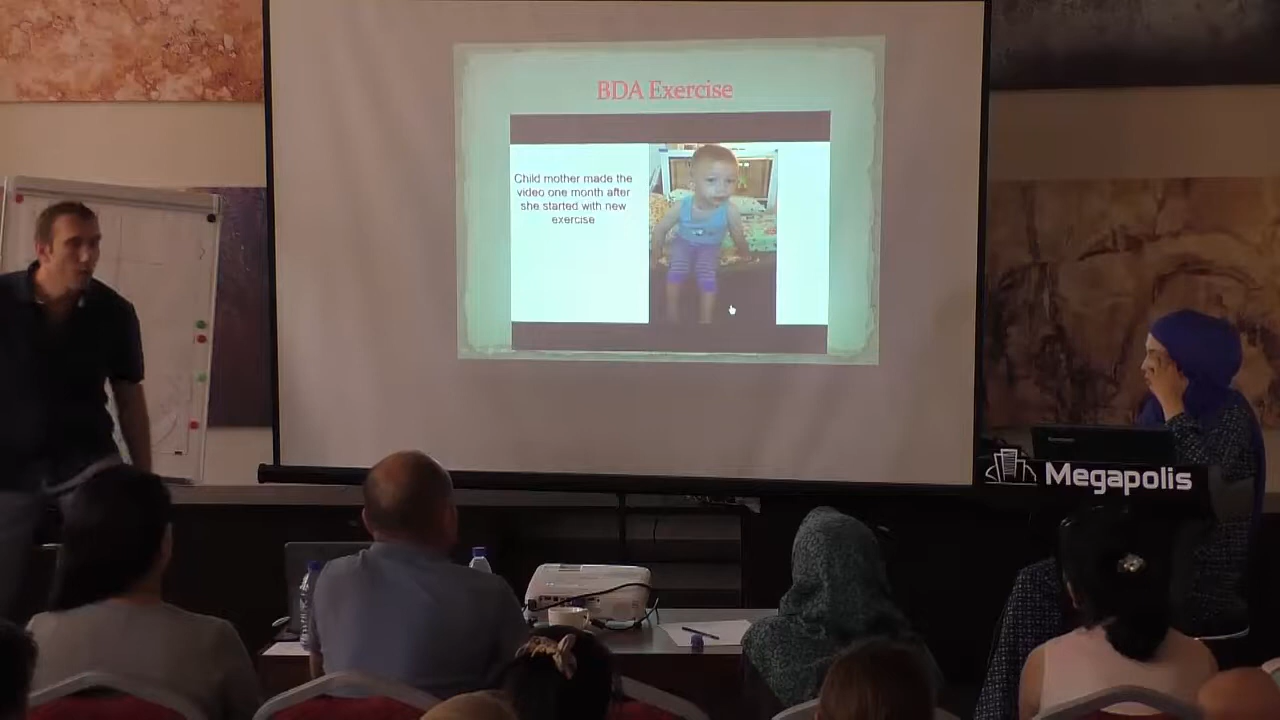 BDA Exercise
Child mother made the
video one month after
she started with new
exercise
Megapolis